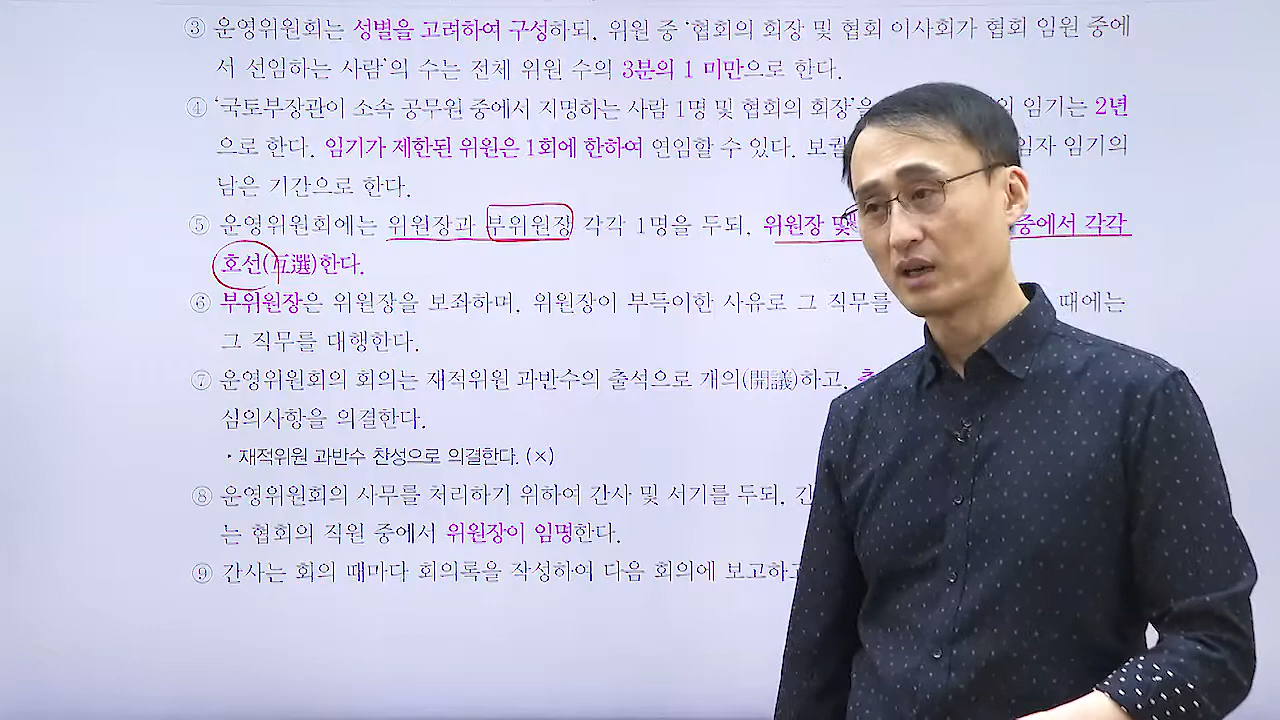 ③ 운영위원회는 성별을 고려하여 구성하되, 위원 중 '협회의 회장 및 협회 이사회가 협회 임원 중에
서 선임하는 사람'의 수는 전체 위원 수의 3분의 1 미만으로 한다.
④ '국토부장관이 소속 공무원 중에서 지명하는 사람 1명 및 협회의 회장'을 의 임기는 2년
으로 한다. 임기가 제한된 위원은 1회에 한하여 연임할 수 있다. 보궐 임자 임기의
남은 기간으로 한다.
⑤ 운영위원회에는 위원장과 부위원장 각각 1명을 두되, 위원장 및 중에서 각각
호선(互選)한다.
⑥ 부위원장은 위원장을 보좌하며, 위원장이 부득이한 사유로 그 직무를 때에는
그 직무를 대행한다.
⑦ 운영위원회의 회의는 재적위원 과반수의 출석으로 개의(開議)하고,
심의사항을 의결한다.
· 재적위원 과반수 찬성으로 의결한다. (×)
⑧ 운영위원회의 사무를 처리하기 위하여 간사 및 서기를 두되, 간
는 협회의 직원 중에서 위원장이 임명한다.
⑨ 간사는 회의 때마다 회의록을 작성하여 다음 회의에 보고하고